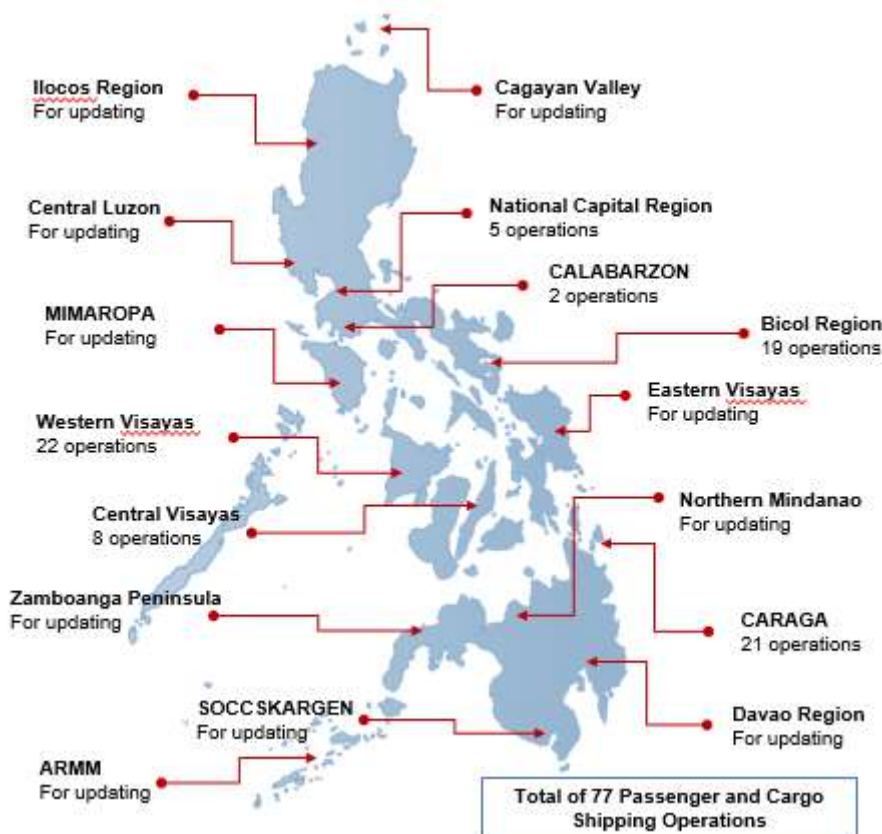 Ilocos Region
For updating
Cagayan Valley
For updating
Central Luzon
For updating
National Capital Region
5 operations
CALABARZON
2 operations
MIMAROPA
For updating
Bicol Region
19 operations
Eastern Visayas
For updating
Western Visayas
22 operations
Northern Mindanao
For updating
Central Visayas
8 operations
Zamboanga Peninsula
For updating
CARAGA
21 operations
SOCCSKARGEN
For updating
Davao Region
For updating
ARMM
For updating
Total of 77 Passenger and Cargo
Shipping Operations